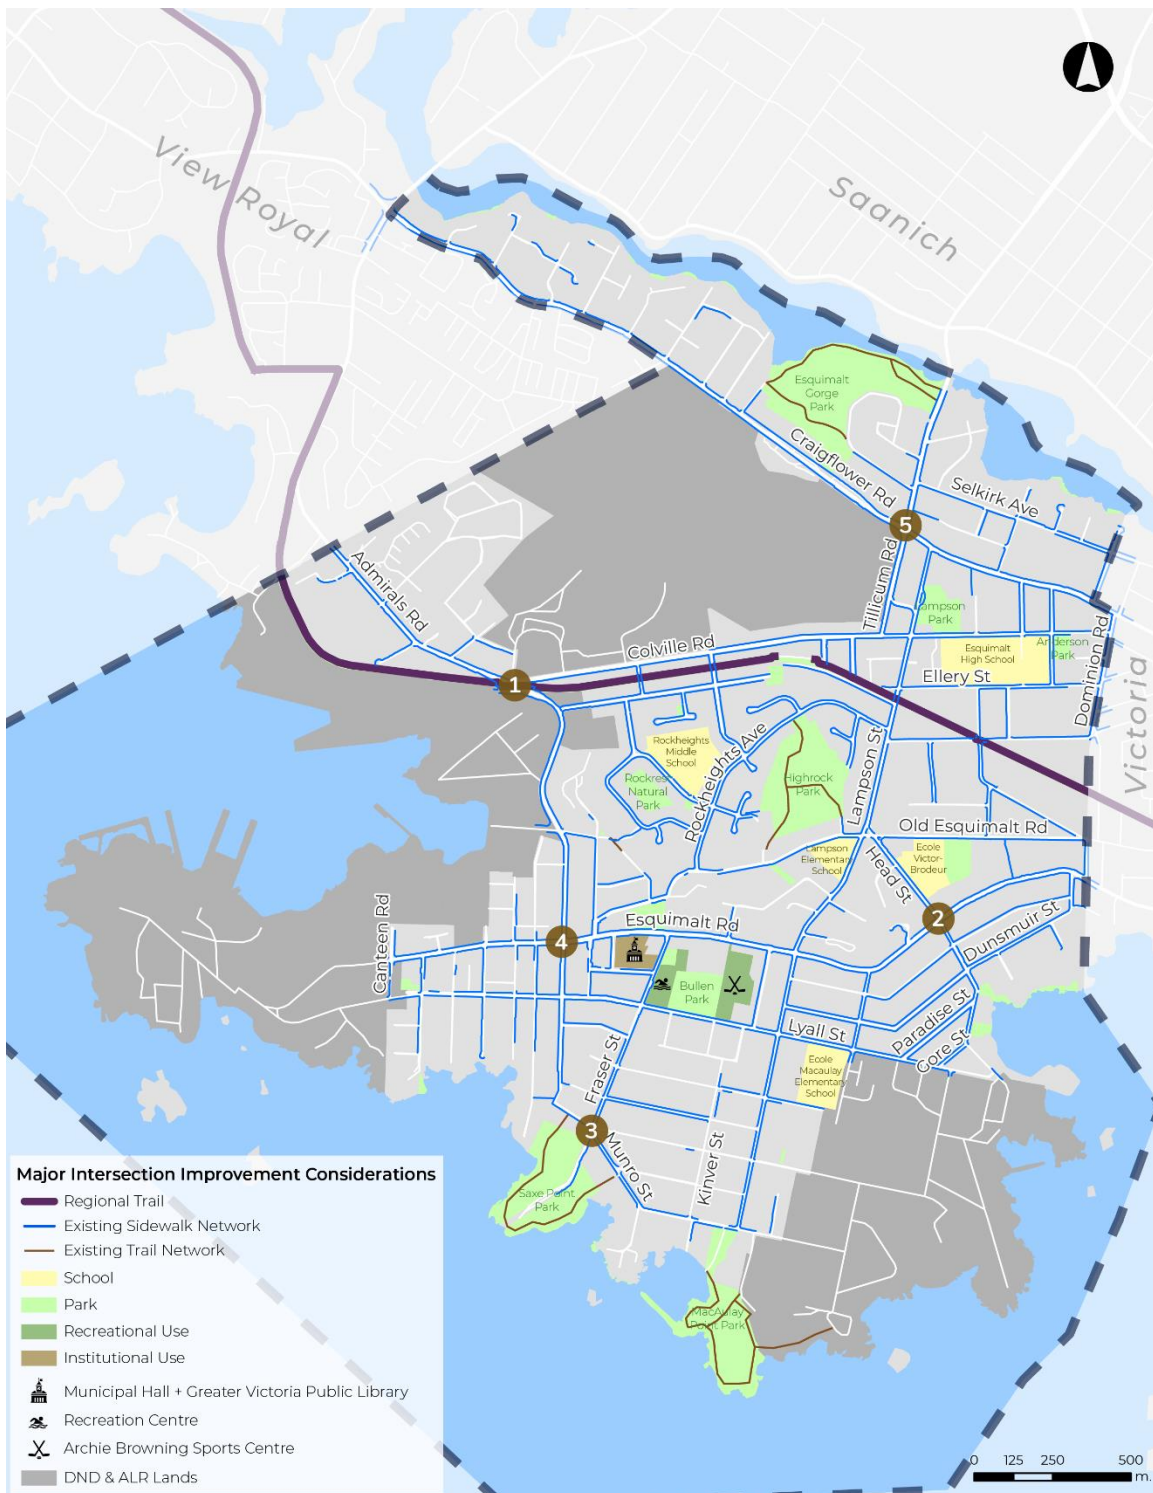 View Royal
Saanich
Esquimalt
Gorge
Park
Craigflower Rd
Selkirk Ave
5
Tillicum Rd
Admirals Rd
Lampson
Park
Dominion Rd
Colville Rd
Esquimalt
High School
Anderson
Park
Ellery St
1
Victoria
Rockheights
Middle
School
Rockheights Ave
Rockrest
Natural
Park
Highrock
Park
Lampson St
Old Esquimalt Rd
Lampson
Elementary
School
Head St
Ecole
Victor-
Brodeur
2
Esquimalt Rd
Dunsmuir St
4
Canteen Rd
Bullen
Park
Paradise St
Lyall St
Gore St
Fraser St
Ecole
Macaulay
Elementary
School
3
Munro St
Kinver St
Saxe Point
Park
MacAulay
Point Park
Major Intersection Improvement Considerations
Regional Trail
Existing Sidewalk Network
Existing Trail Network
School
Park
Recreational Use
Institutional Use
Municipal Hall + Greater Victoria Public Library
Recreation Centre
Archie Browning Sports Centre
DND & ALR Lands
0 125 250 500
m.